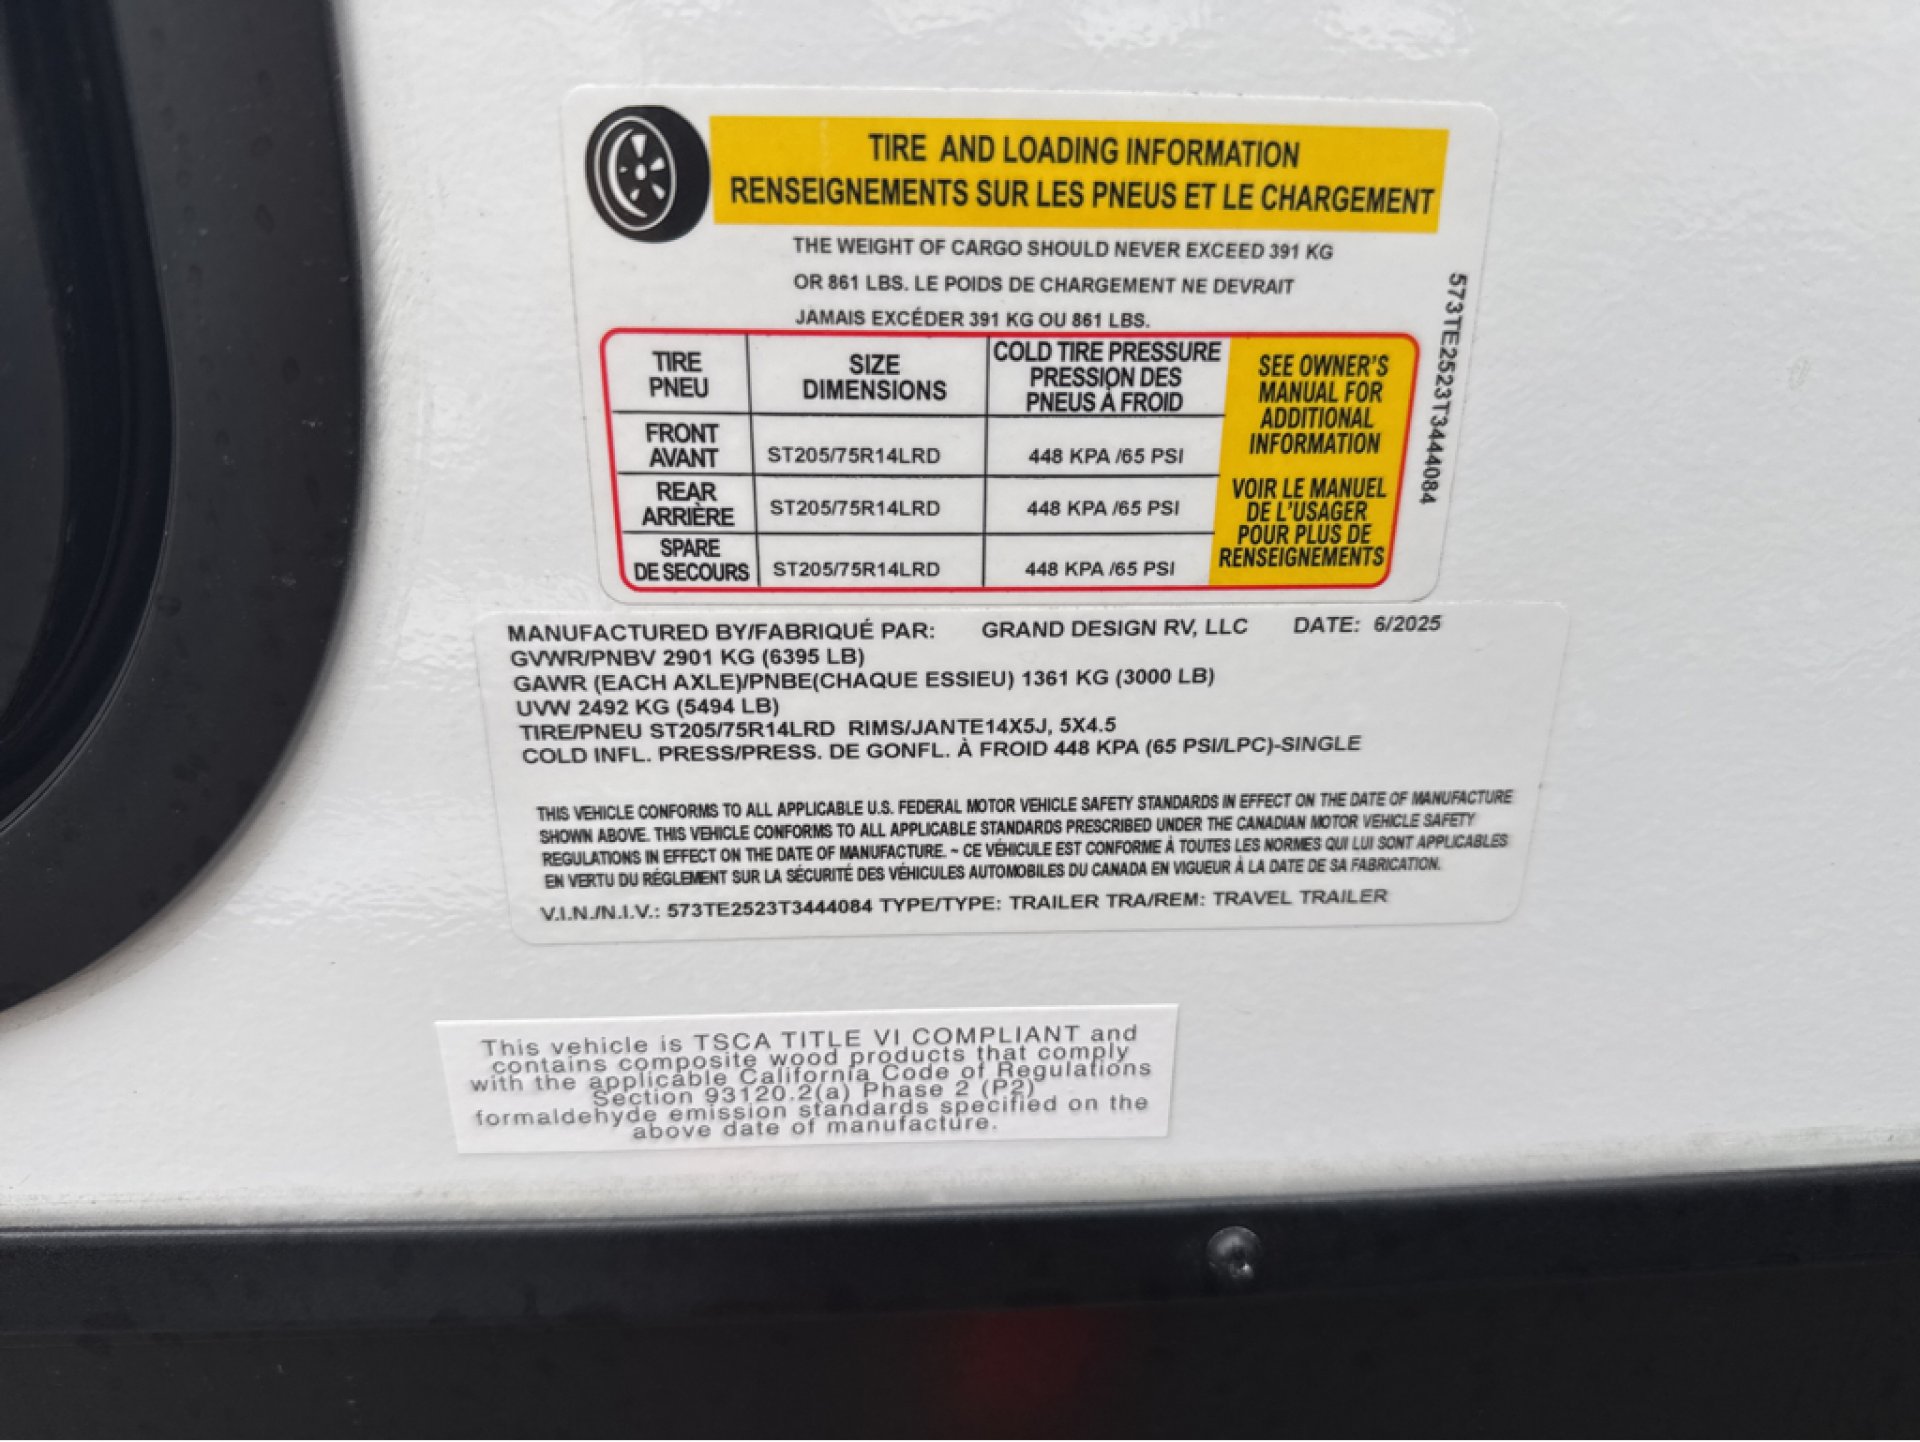 TIRE AND LOADING INFORMATION
RENSEIGNEMENTS SUR LES PNEUS ET LE CHARGEMENT
THE WEIGHT OF CARGO SHOULD NEVER EXCEED 391 KG
OR 861 LBS. LE POIDS DE CHARGEMENT NE DEVRAIT
JAMAIS EXCÉDER 391 KG OU 861 LBS.
TIRE
PNEU
SIZE
DIMENSIONS
COLD TIRE PRESSURE
PRESSION DES
PNEUS À FROID
FRONT
AVANT
ST205/75R14LRD
448 KPA /65 PSI
REAR
ARRIÈRE
ST205/75R14LRD
448 KPA /65 PSI
SPARE
DE SECOURS
ST205/75R14LRD
448 KPA /65 PSI
SEE OWNER'S
MANUAL FOR
ADDITIONAL
INFORMATION
VOIR LE MANUEL
DE L'USAGER
POUR PLUS DE
RENSEIGNEMENTS
573TE2523T3444084
MANUFACTURED BY/FABRIQUÉ PAR: GRAND DESIGN RV, LLC DATE: 6/2025
GVWR/PNBV 2901 KG (6395 LB)
GAWR (EACH AXLE)/PNBE(CHAQUE ESSIEU) 1361 KG (3000 LB)
UVW 2492 KG (5494 LB)
TIRE/PNEU ST205/75R14LRD RIMS/JANTE14X5J, 5X4.5
COLD INFL. PRESS/PRESS. DE GONFL. À FROID 448 KPA (65 PSI/LPC)-SINGLE
THIS VEHICLE CONFORMS TO ALL APPLICABLE U.S. FEDERAL MOTOR VEHICLE SAFETY STANDARDS IN EFFECT ON THE DATE OF MANUFACTURE
SHOWN ABOVE. THIS VEHICLE CONFORMS TO ALL APPLICABLE STANDARDS PRESCRIBED UNDER THE CANADIAN MOTOR VEHICLE SAFETY
REGULATIONS IN EFFECT ON THE DATE OF MANUFACTURE. ~ CE VÉHICULE EST CONFORME À TOUTES LES NORMES QUI LUI SONT APPLICABLES
EN VERTU DU RÉGLEMENT SUR LA SÉCURITÉ DES VÉHICULES AUTOMOBILES DU CANADA EN VIGUEUR À LA DATE DE SA FABRICATION.
V.I.N./N.I.V.: 573TE2523T3444084 TYPE/TYPE: TRAILER TRA/REM: TRAVEL TRAILER
This vehicle is TSCA TITLE VI COMPLIANT and
contains composite wood products that comply
with the applicable California Code of Regulations
Section 93120.2(a) Phase 2 (P2)
formaldehyde emission standards specified on the
above date of manufacture.